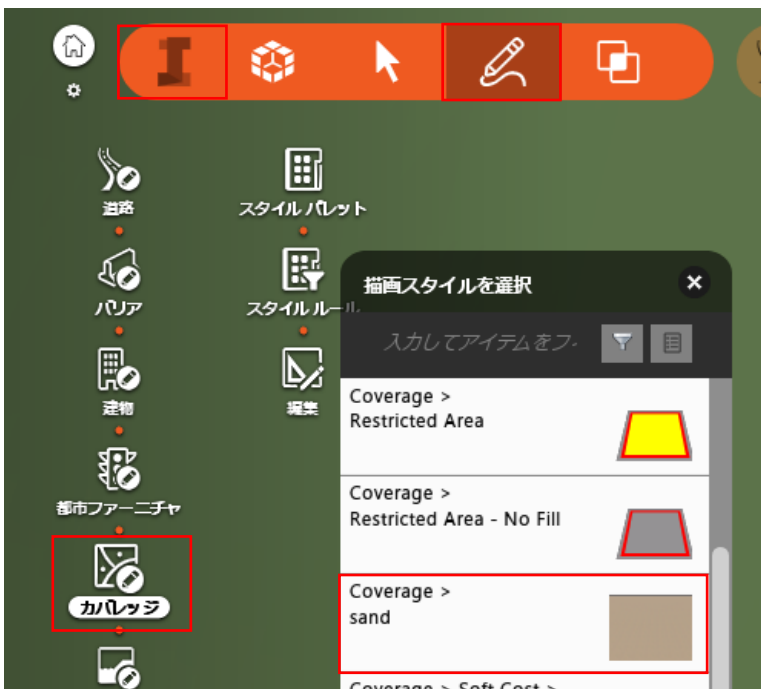 道路
スタイル パレット
バリア
スタイル ルール
建物
編集
都市ファーニチャ
カバレッジ
描画スタイルを選択
入力してアイテムをフ
Coverage >
Restricted Area
Coverage >
Restricted Area - No Fill
Coverage >
sand
Coverage > Soft Cost >